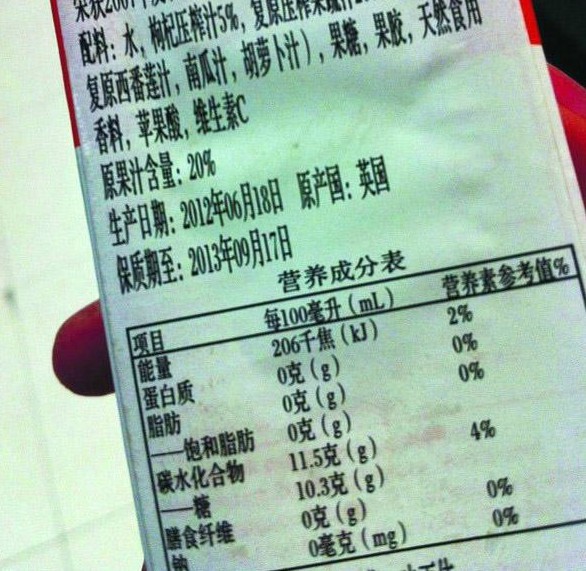 配料：水，枸杞压榨汁5%，复原压榨果蔬汁
复原西番莲汁，南瓜汁，胡萝卜汁），果糖，果胶，天然食用
香料，苹果酸，维生素C
原果汁含量：20%
生产日期：2012年06月18日 原产国：英国
保质期至：2013年09月17日
营养成分表
项目 每100毫升（mL） 营养素参考值%
能量 206千焦（kJ） 2%
蛋白质 0克（g） 0%
脂肪 0克（g） 0%
——饱和脂肪 0克（g）
碳水化合物 11.5克（g） 4%
——糖 10.3克（g）
膳食纤维 0克（g） 0%
钠 0毫克（mg） 0%